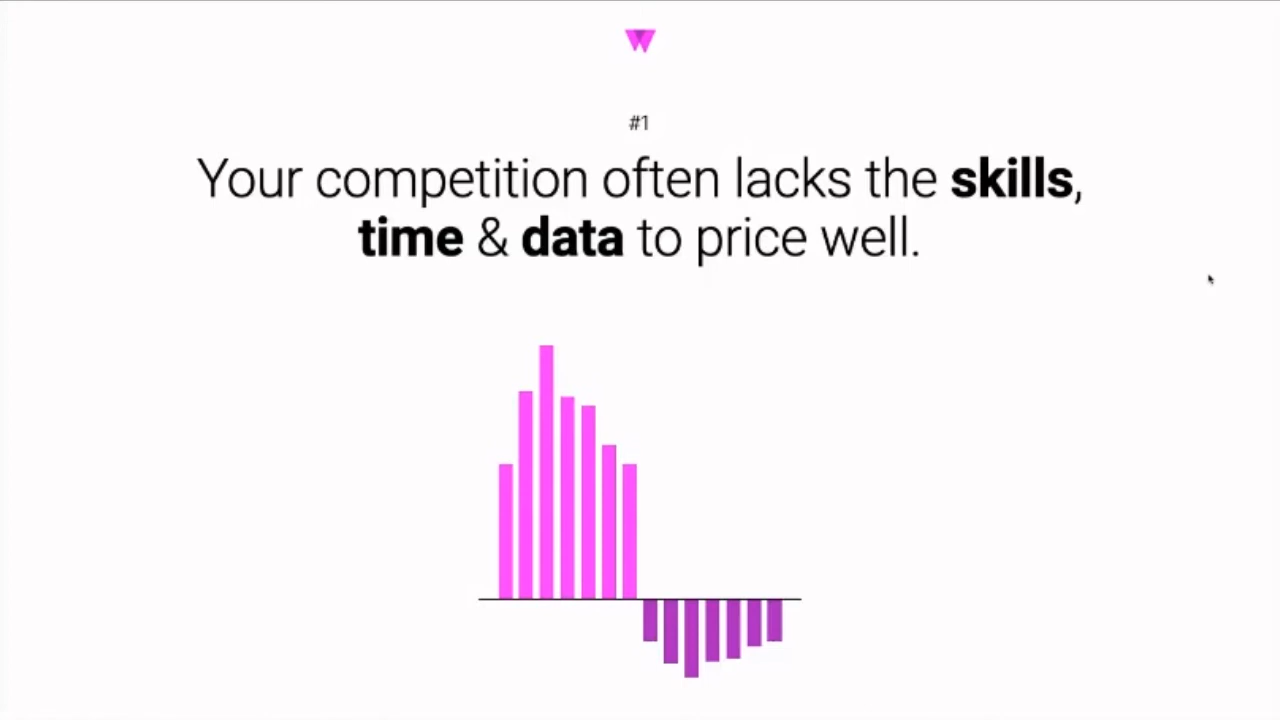 #1
Your competition often lacks the skills,
time & data to price well.